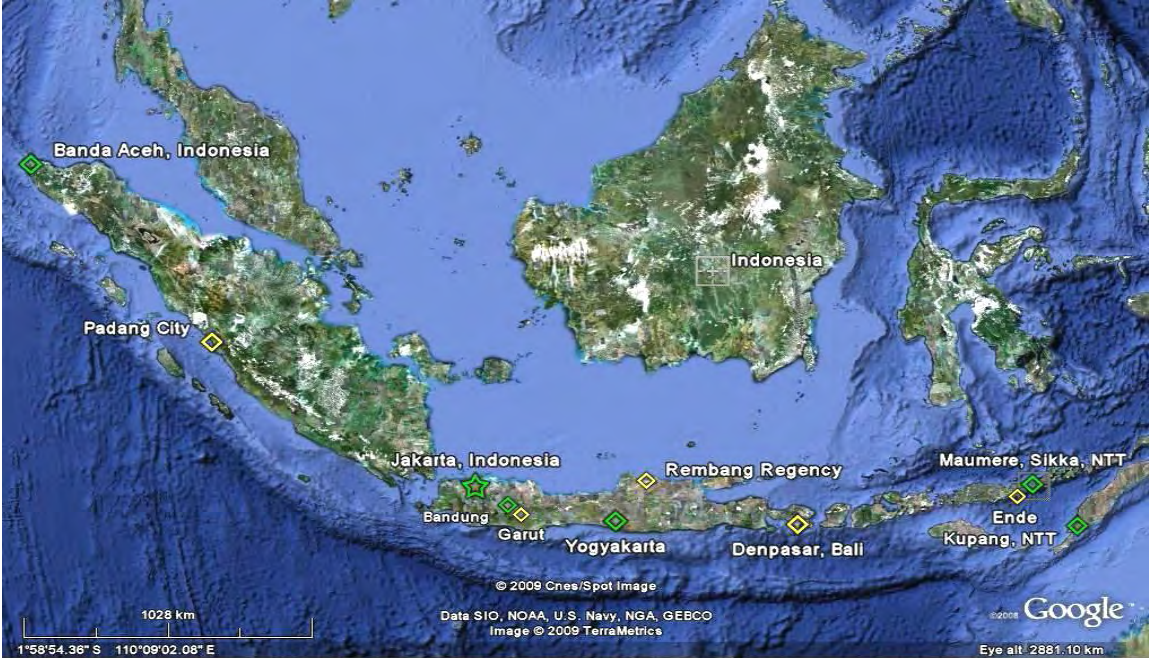 Banda Aceh, Indonesia
Indonesia
Padang City
Jakarta, Indonesia
Rembang Regency
Maumere, Sikka, NTT
Bandung
Garut
Yogyakarta
Denpasar, Bali
Ende
Kupang, NTT
© 2009 Cnes/Spot Image
1028 km
Data SIO, NOAA, U.S. Navy, NGA, GEBCO
Image © 2009 TerraMetrics
©2008 Google
1°58'54.36" S 110°09'02.08" E
Eye alt 2881.10 km